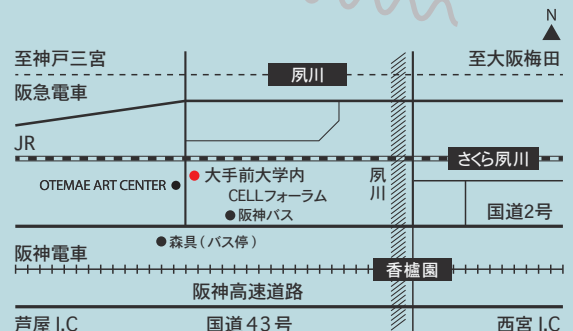 N
至神戸三宮
至大阪梅田
夙川
阪急電車
JR
さくら夙川
大手前大学内
CELLフォーラム
OTEMAE ART CENTER
夙川
阪神バス
国道2号
森具(バス停)
阪神電車
香櫨園
阪神高速道路
芦屋 I.C
国道43号
西宮 I.C